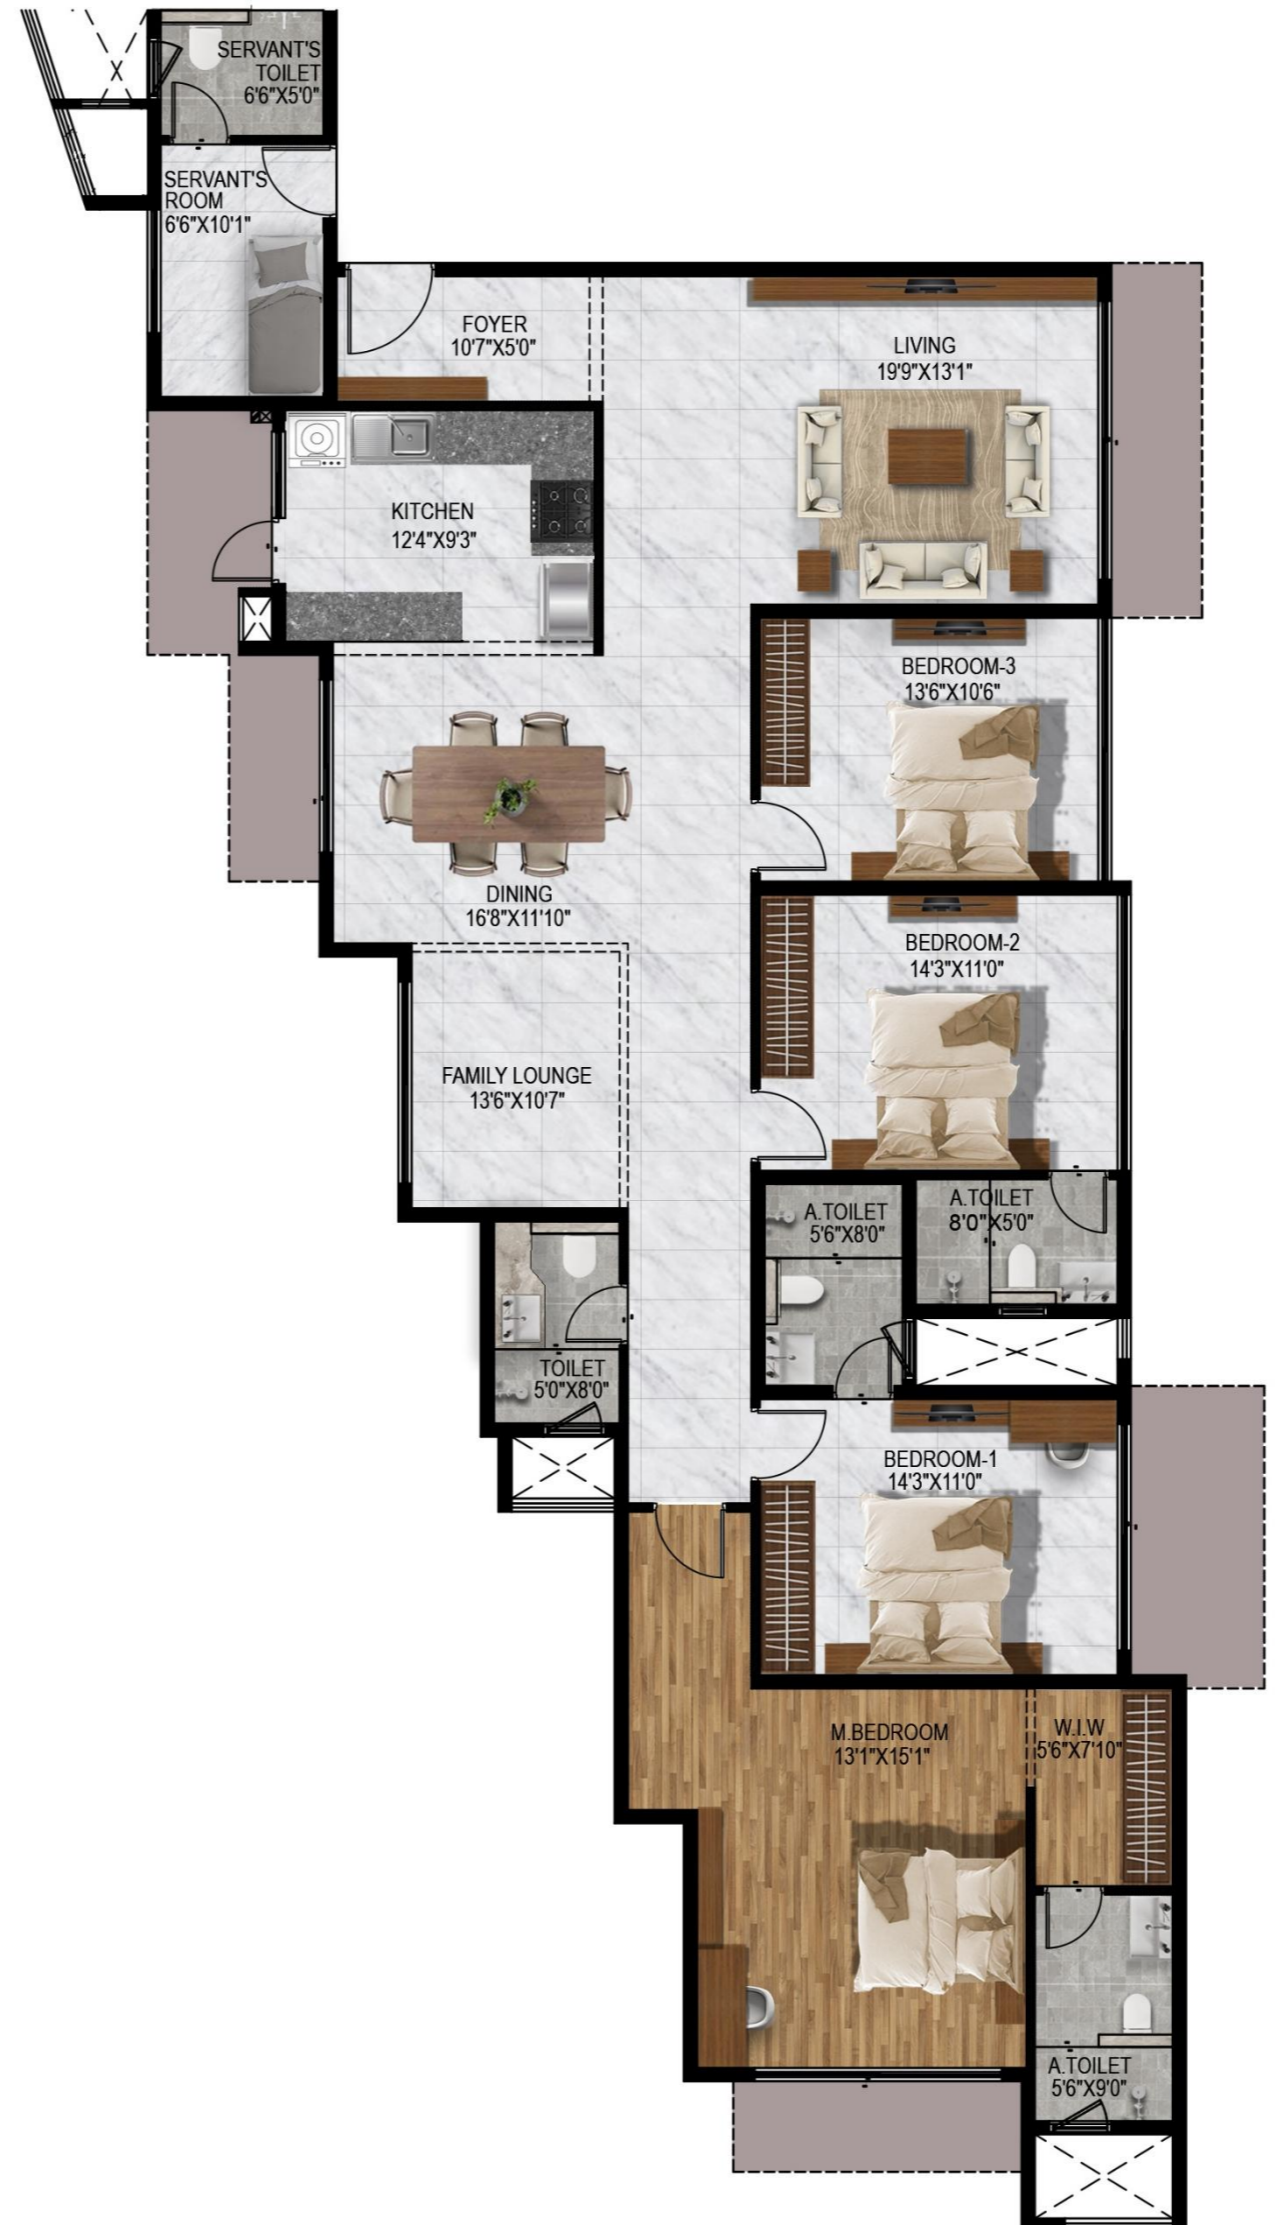 SERVANT'S
TOILET
6'6"X5'0"
SERVANT'S
ROOM
6'6"X10'1"
FOYER
10'7"X5'0"
LIVING
19'9"X13'1"
KITCHEN
12'4"X9'3"
BEDROOM-3
13'6"X10'6"
DINING
16'8"X11'10"
BEDROOM-2
14'3"X11'0"
FAMILY LOUNGE
13'6"X10'7"
A.TOILET
5'6"X8'0"
A.TOILET
8'0"X5'0"
TOILET
5'0"X8'0"
BEDROOM-1
14'3"X11'0"
M.BEDROOM
13'1"X15'1"
W.I.W
5'6"X7'10"
A.TOILET
5'6"X9'0"